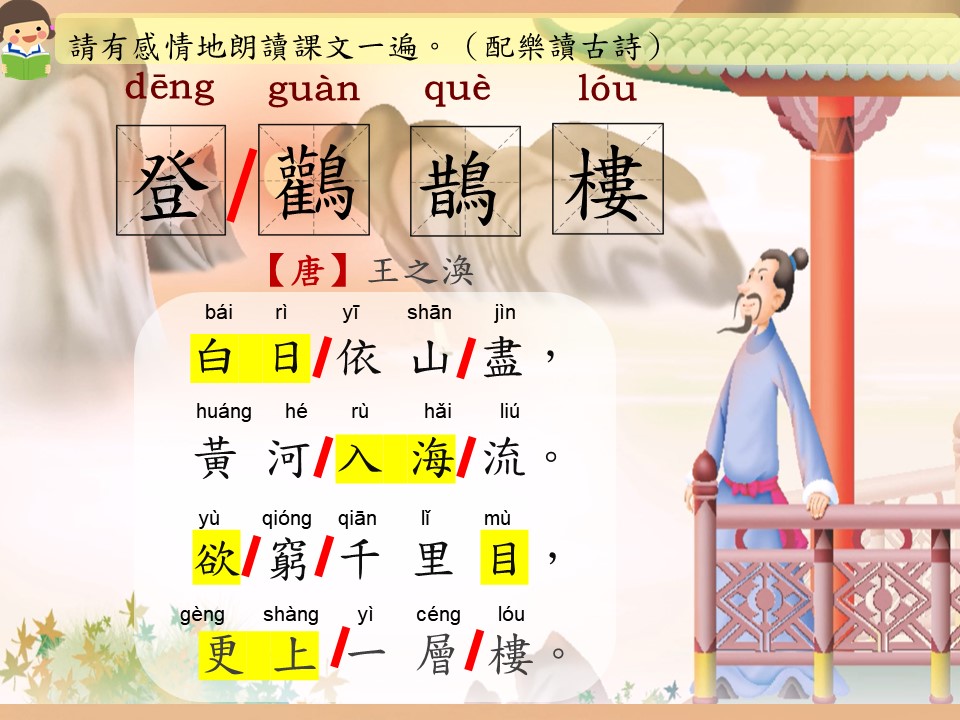 請有感情地朗讀課文一遍。（配樂讀古詩）
dēng guàn què lóu
登/鸛鵲樓
【唐】王之渙
bái rì yī shān jìn
白日/依山/盡，
huáng hé rù hǎi liú
黃河/入海/流。
yù qióng qiān lǐ mù
欲/窮/千里目，
gèng shàng yì céng lóu
更上/一層/樓。